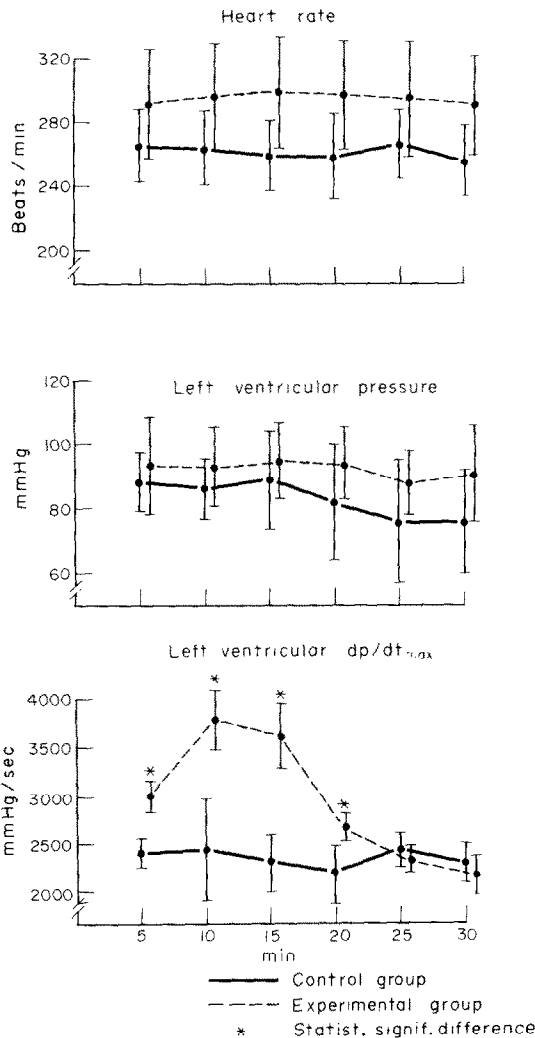 Heart rate
320
280
240
200
Beats/min
Left ventricular pressure
120
100
80
60
mmHg
Left ventricular dp/dt max
4000
3500
3000
2500
2000
mmHg/sec
* * * *
5 10 15 20 25 30
min
Control group
Experimental group
* Statist. signif. difference